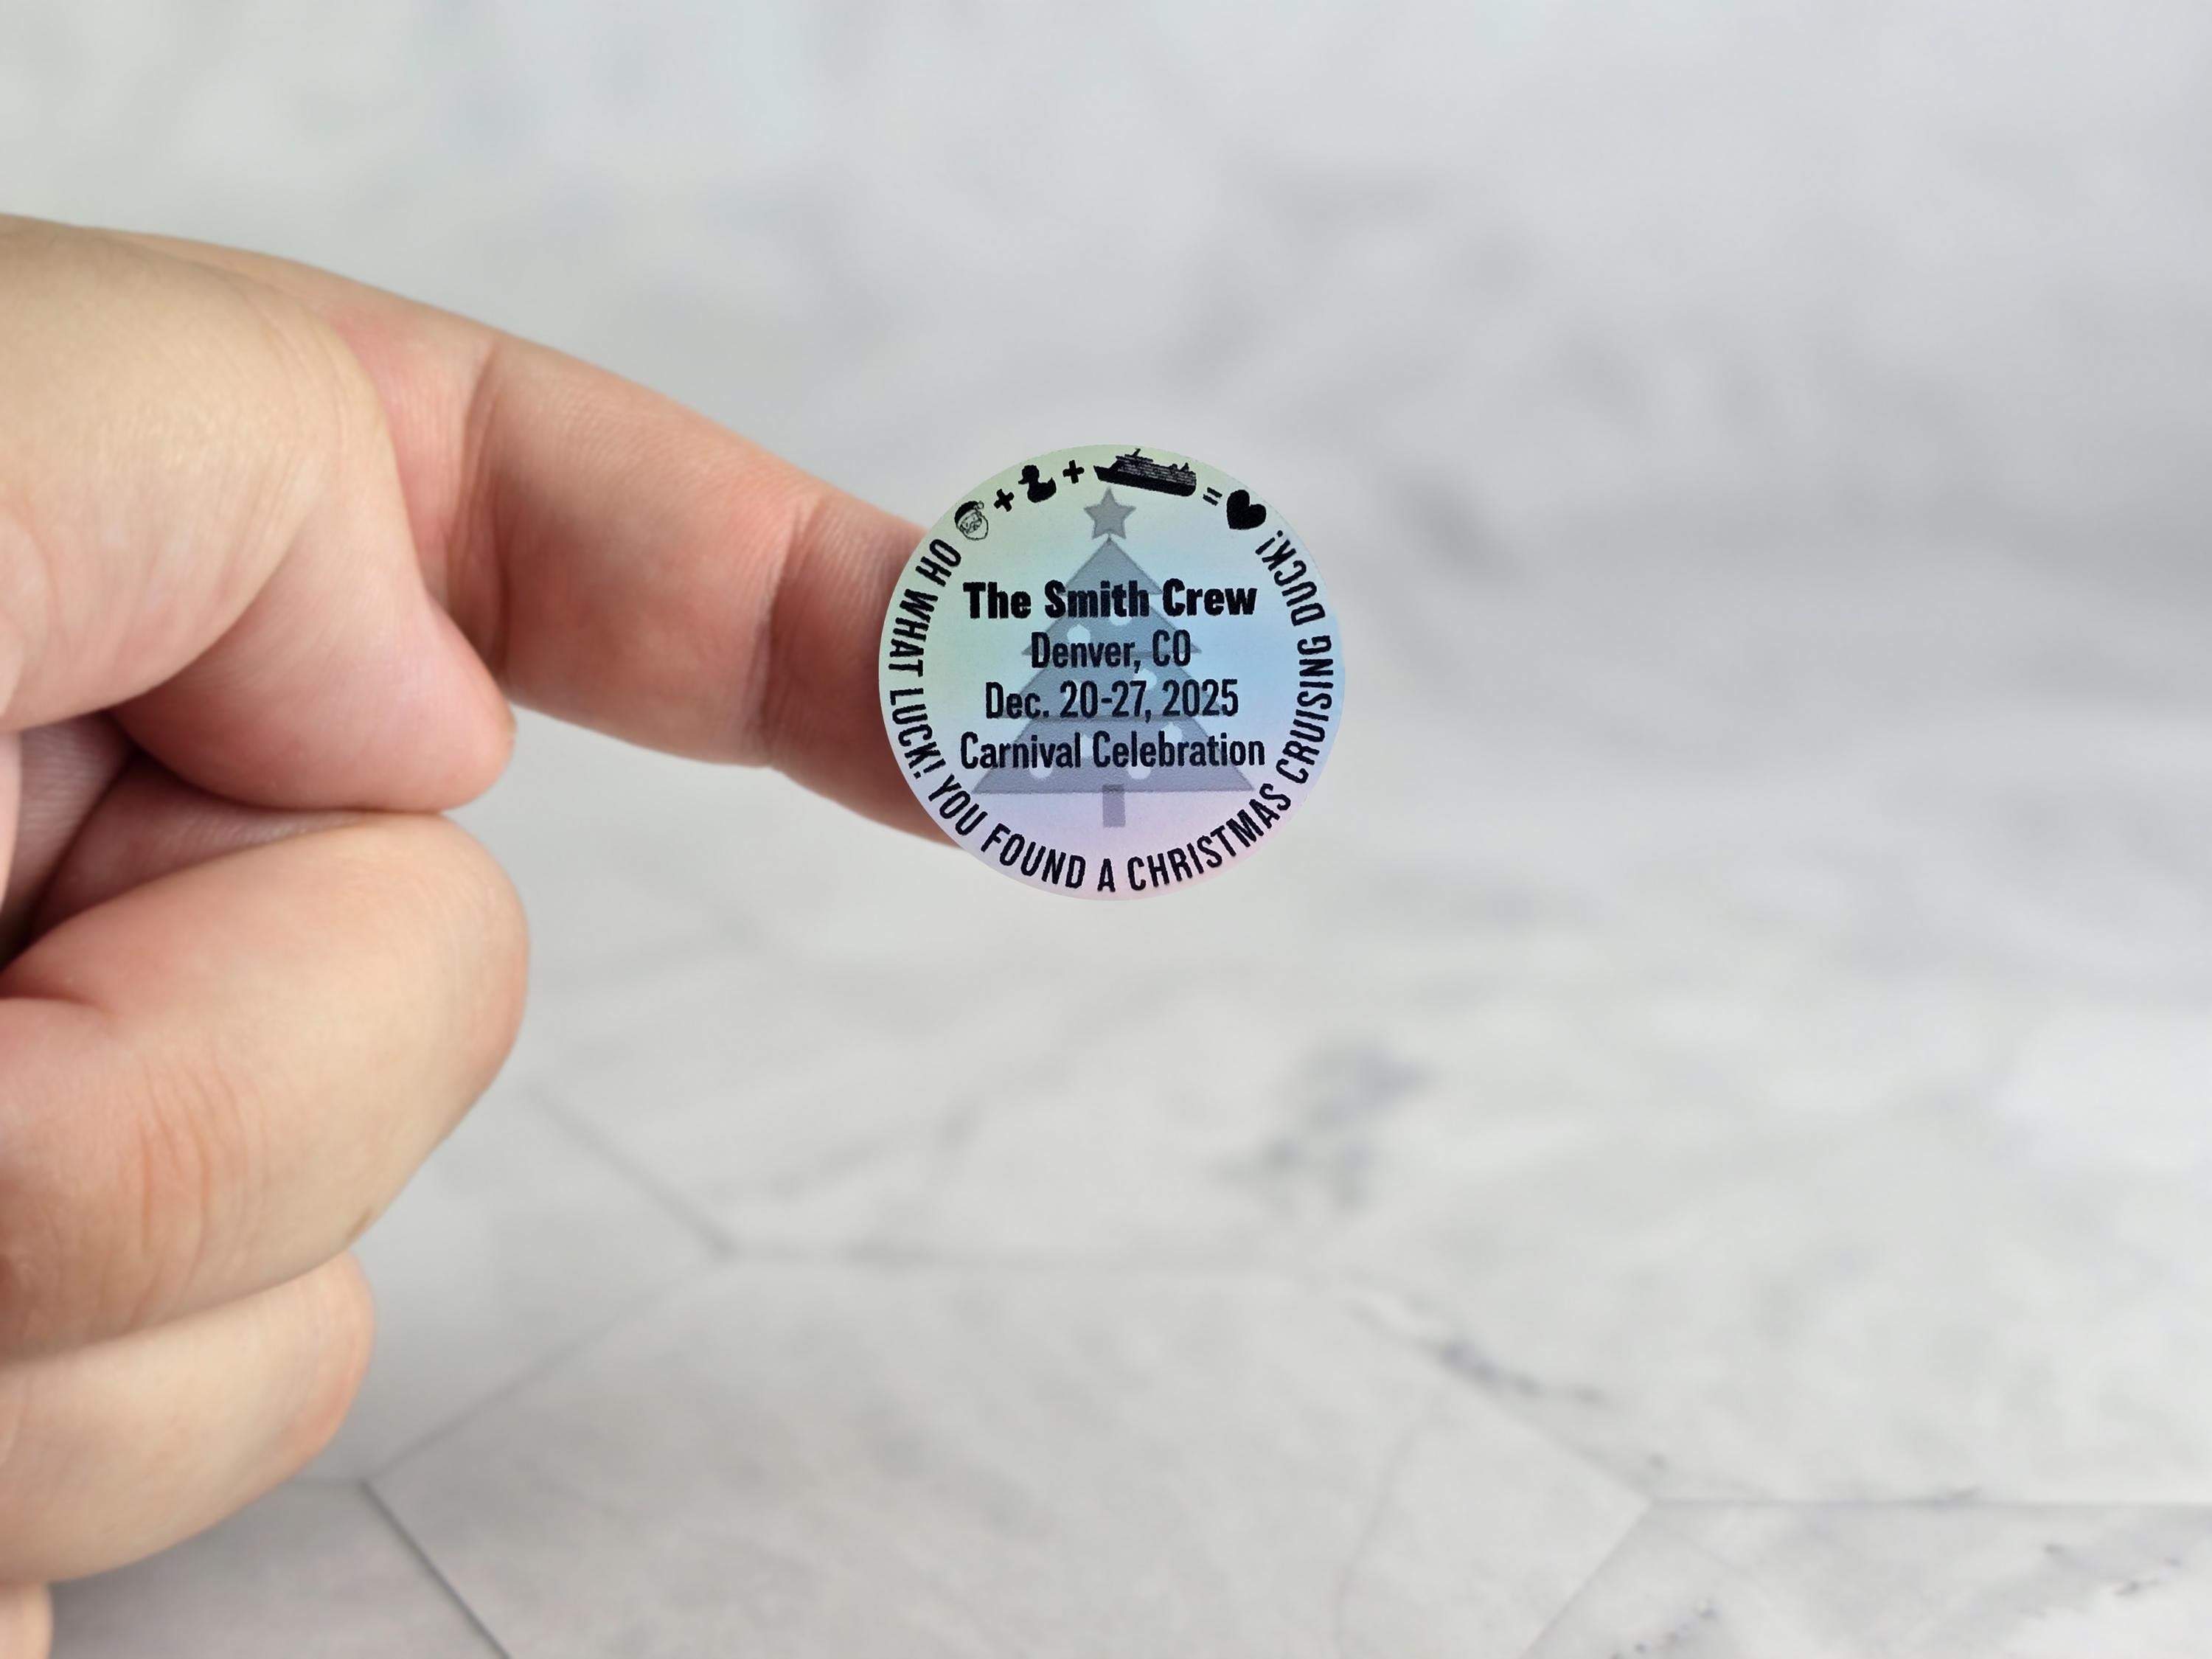 The Smith Crew
Denver, CO
Dec. 20-27, 2025
Carnival Celebration
OH WHAT LUCK! YOU FOUND A CHRISTMAS CRUISING DUCK!
+ + =